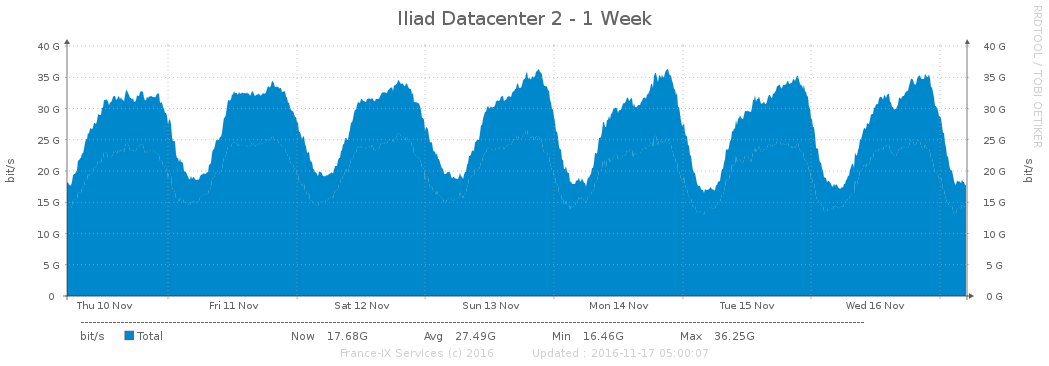 Iliad Datacenter 2 - 1 Week
RRDTOOL / TOBI OETIKER
40 G 40 G
35 G 35 G
30 G 30 G
25 G 25 G
20 G 20 G
15 G 15 G
10 G 10 G
5 G 5 G
0 0 G
bit/s bit/s
Thu 10 Nov Fri 11 Nov Sat 12 Nov Sun 13 Nov Mon 14 Nov Tue 15 Nov Wed 16 Nov
bit/s Total Now 17.68G Avg 27.49G Min 16.46G Max 36.25G
France-IX Services (c) 2016 Updated : 2016-11-17 05:00:07